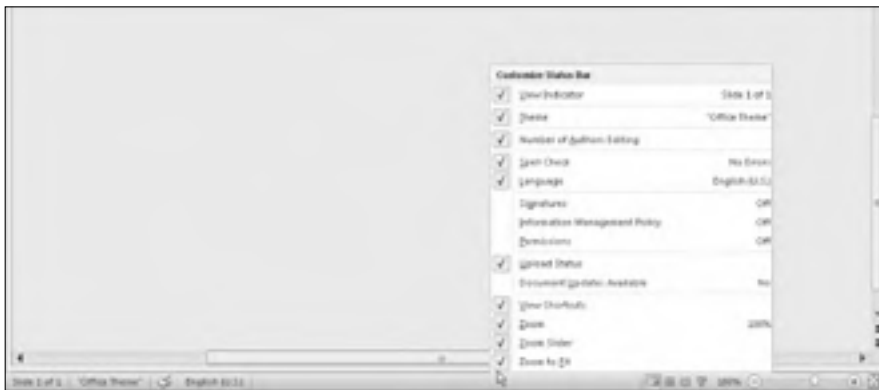 Customize Status Bar
View Indicator Slide 1 of 1
Theme "Office Theme"
Number of Authors Editing
Spell Check No Errors
Language English (U.S.)
Signatures Off
Information Management Policy Off
Permissions Off
Upload Status
Document Updates Available No
View Shortcuts
Zoom 100%
Zoom Slider
Zoom to Fit
Slide 1 of 1 "Office Theme" English (U.S.) 100%